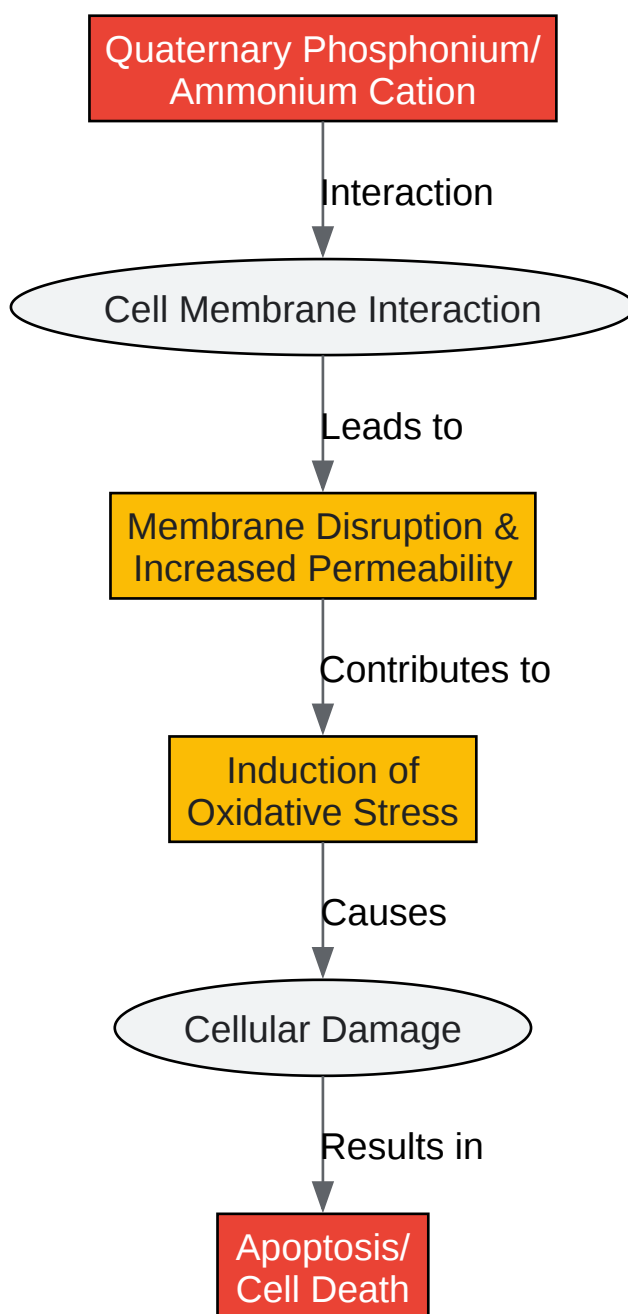 Quaternary Phosphonium/
Ammonium Cation
Interaction
Cell Membrane Interaction
Leads to
Membrane Disruption &
Increased Permeability
Contributes to
Induction of
Oxidative Stress
Causes
Cellular Damage
Results in
Apoptosis/
Cell Death